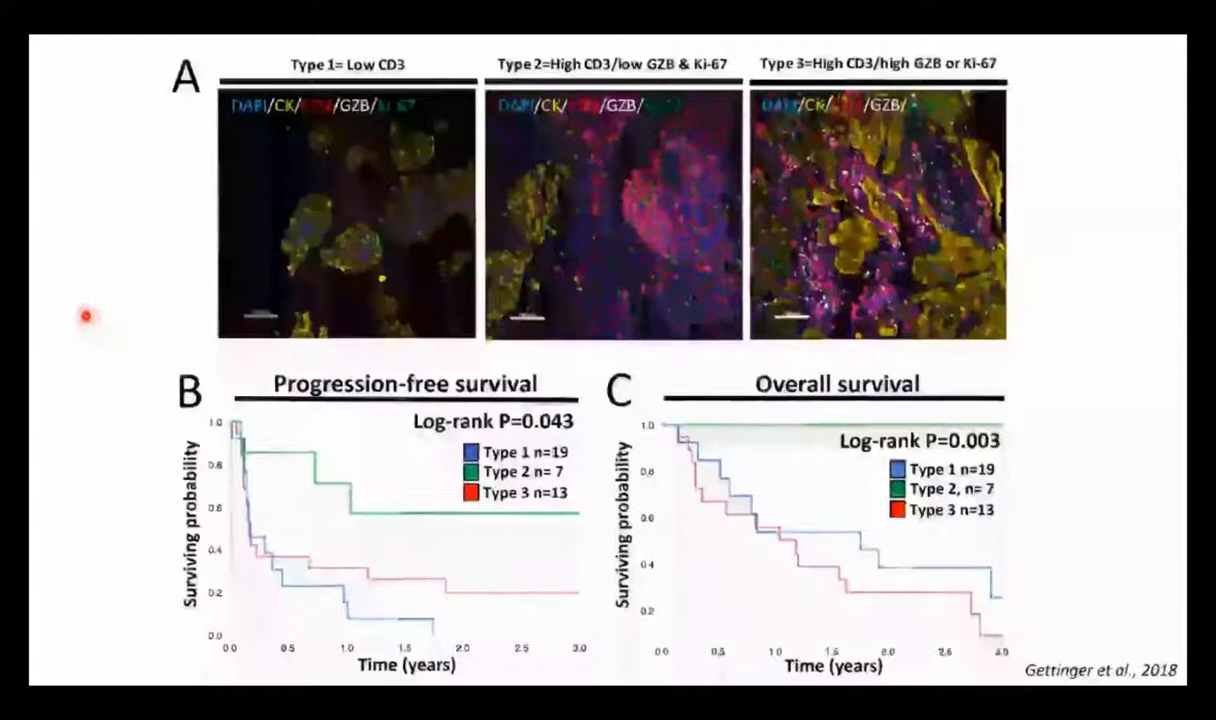 A
Type 1= Low CD3
Type 2=High CD3/low GZB & Ki-67
Type 3=High CD3/high GZB or Ki-67
DAPI/CK/ /GZB/Ki-67
DAPI/CK/ /GZB/
/CK/ /GZB/
B
Progression-free survival
Log-rank P=0.043
Type 1 n=19
Type 2 n= 7
Type 3 n=13
Surviving probability
1.0
0.8
0.6
0.4
0.2
0.0
0.0 0.5 1.0 1.5 2.0 2.5 3.0
Time (years)
C
Overall survival
Log-rank P=0.003
Type 1 n=19
Type 2, n= 7
Type 3 n=13
Surviving probability
1.0
0.8
0.6
0.4
0.2
0.0 0.5 1.0 1.5 2.0 2.5
Time (years)
Gettinger et al., 2018